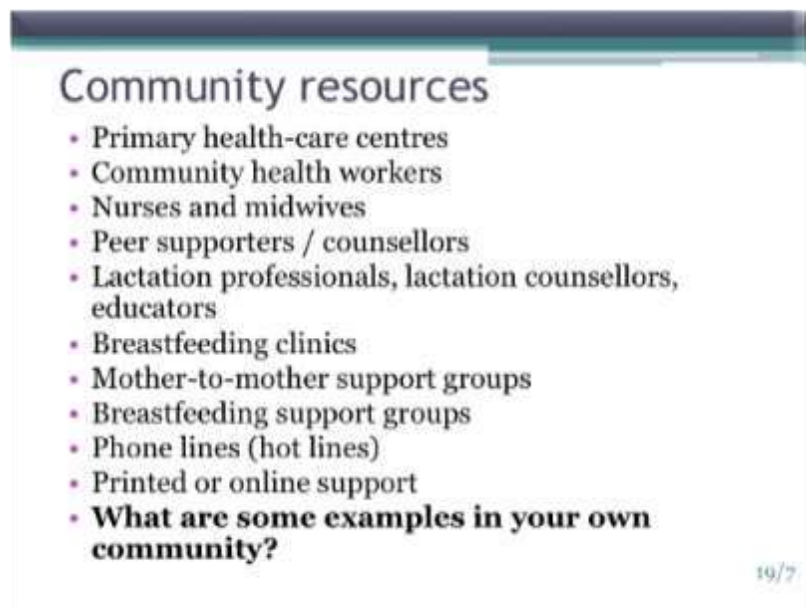 Community resources
• Primary health-care centres
• Community health workers
• Nurses and midwives
• Peer supporters / counsellors
• Lactation professionals, lactation counsellors,
educators
• Breastfeeding clinics
• Mother-to-mother support groups
• Breastfeeding support groups
• Phone lines (hot lines)
• Printed or online support
• What are some examples in your own
community?
19/7